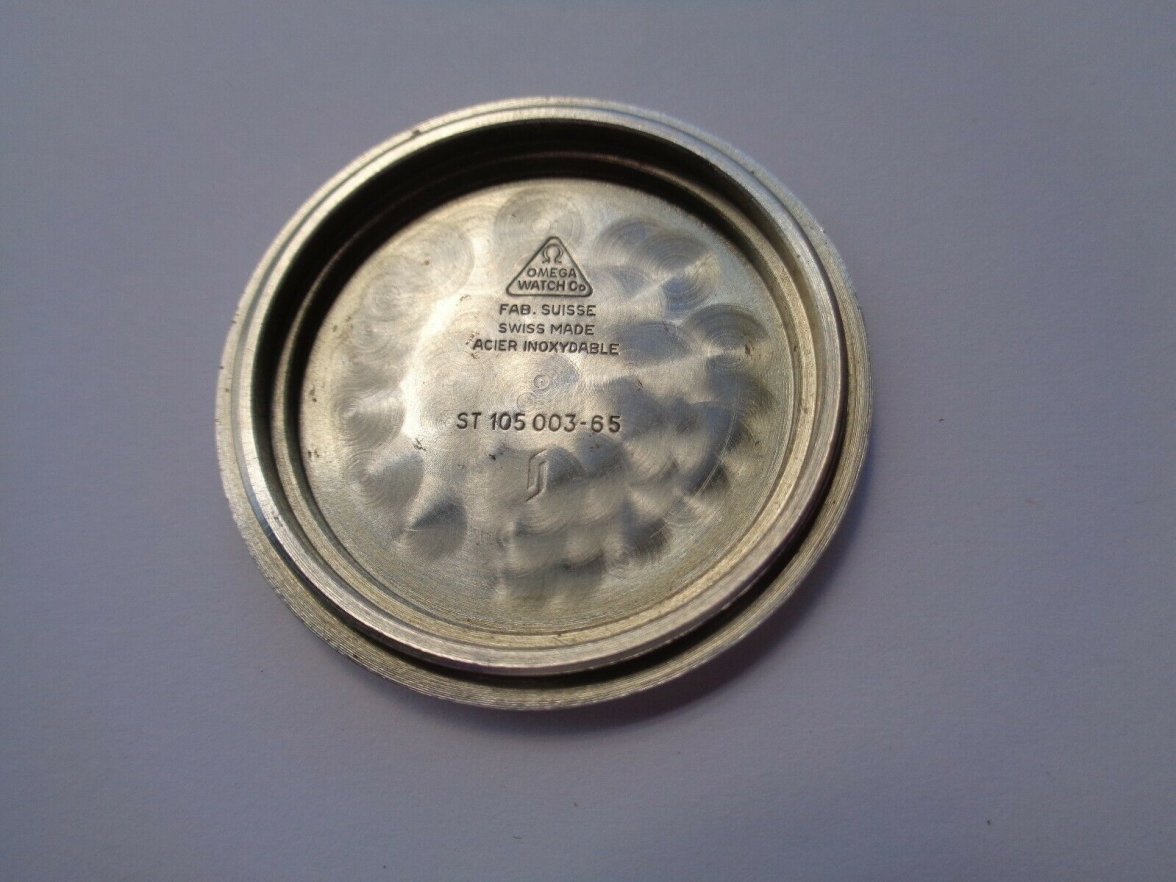 Ω
OMEGA
WATCH Co
FAB. SUISSE
SWISS MADE
ACIER INOXYDABLE
ST 105 003-65